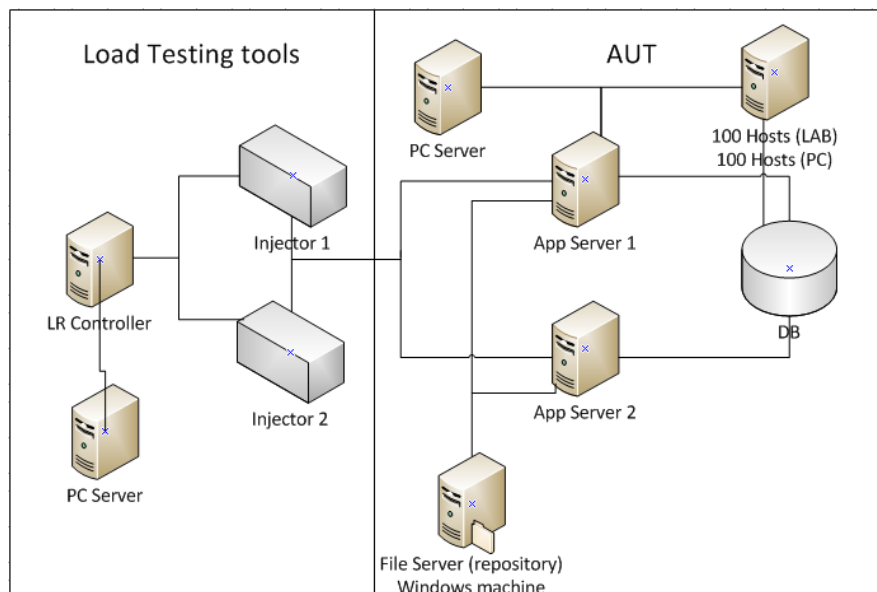 Load Testing tools
AUT
PC Server
100 Hosts (LAB)
100 Hosts (PC)
Injector 1
App Server 1
LR Controller
DB
Injector 2
App Server 2
PC Server
File Server (repository)
Windows machine